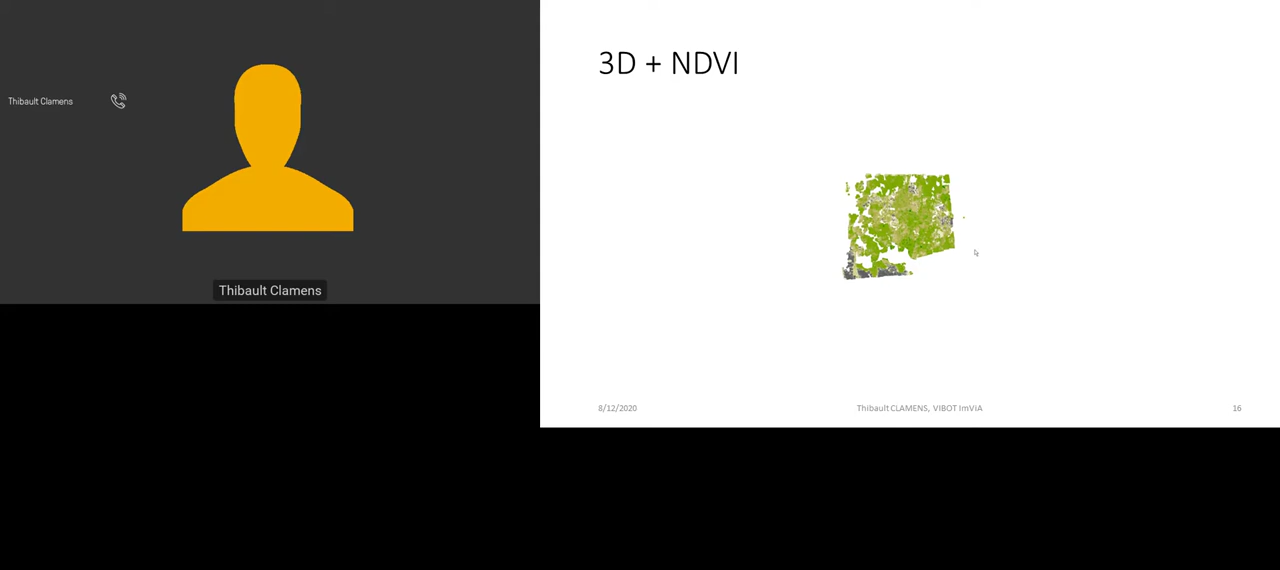 Thibault Clamens
Thibault Clamens
3D + NDVI
8/12/2020
Thibault CLAMENS, VIBOT ImVIA
16